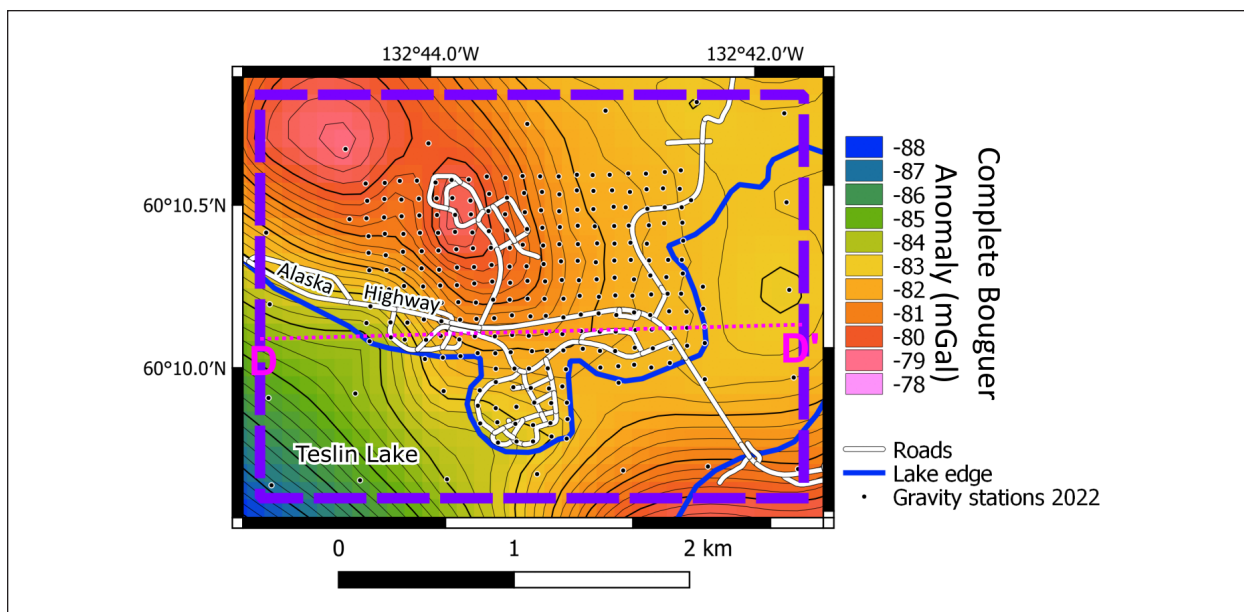 132°44.0′W
132°42.0′W
60°10.5′N
60°10.0′N
Alaska
Highway
D
D'
Teslin Lake
Complete Bouguer
Anomaly (mGal)
-88
-87
-86
-85
-84
-83
-82
-81
-80
-79
-78
Roads
Lake edge
Gravity stations 2022
0
1
2 km